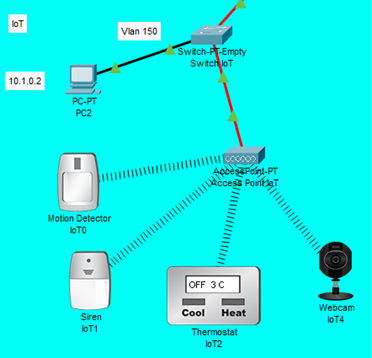 IoT
Vlan 150
Switch-PT-Empty
Switch IoT
10.1.0.2
PC-PT
PC2
AccessPoint-PT
Access Point IoT
Motion Detector
IoT0
Siren
IoT1
OFF 3 C
Cool Heat
Thermostat
IoT2
Webcam
IoT4